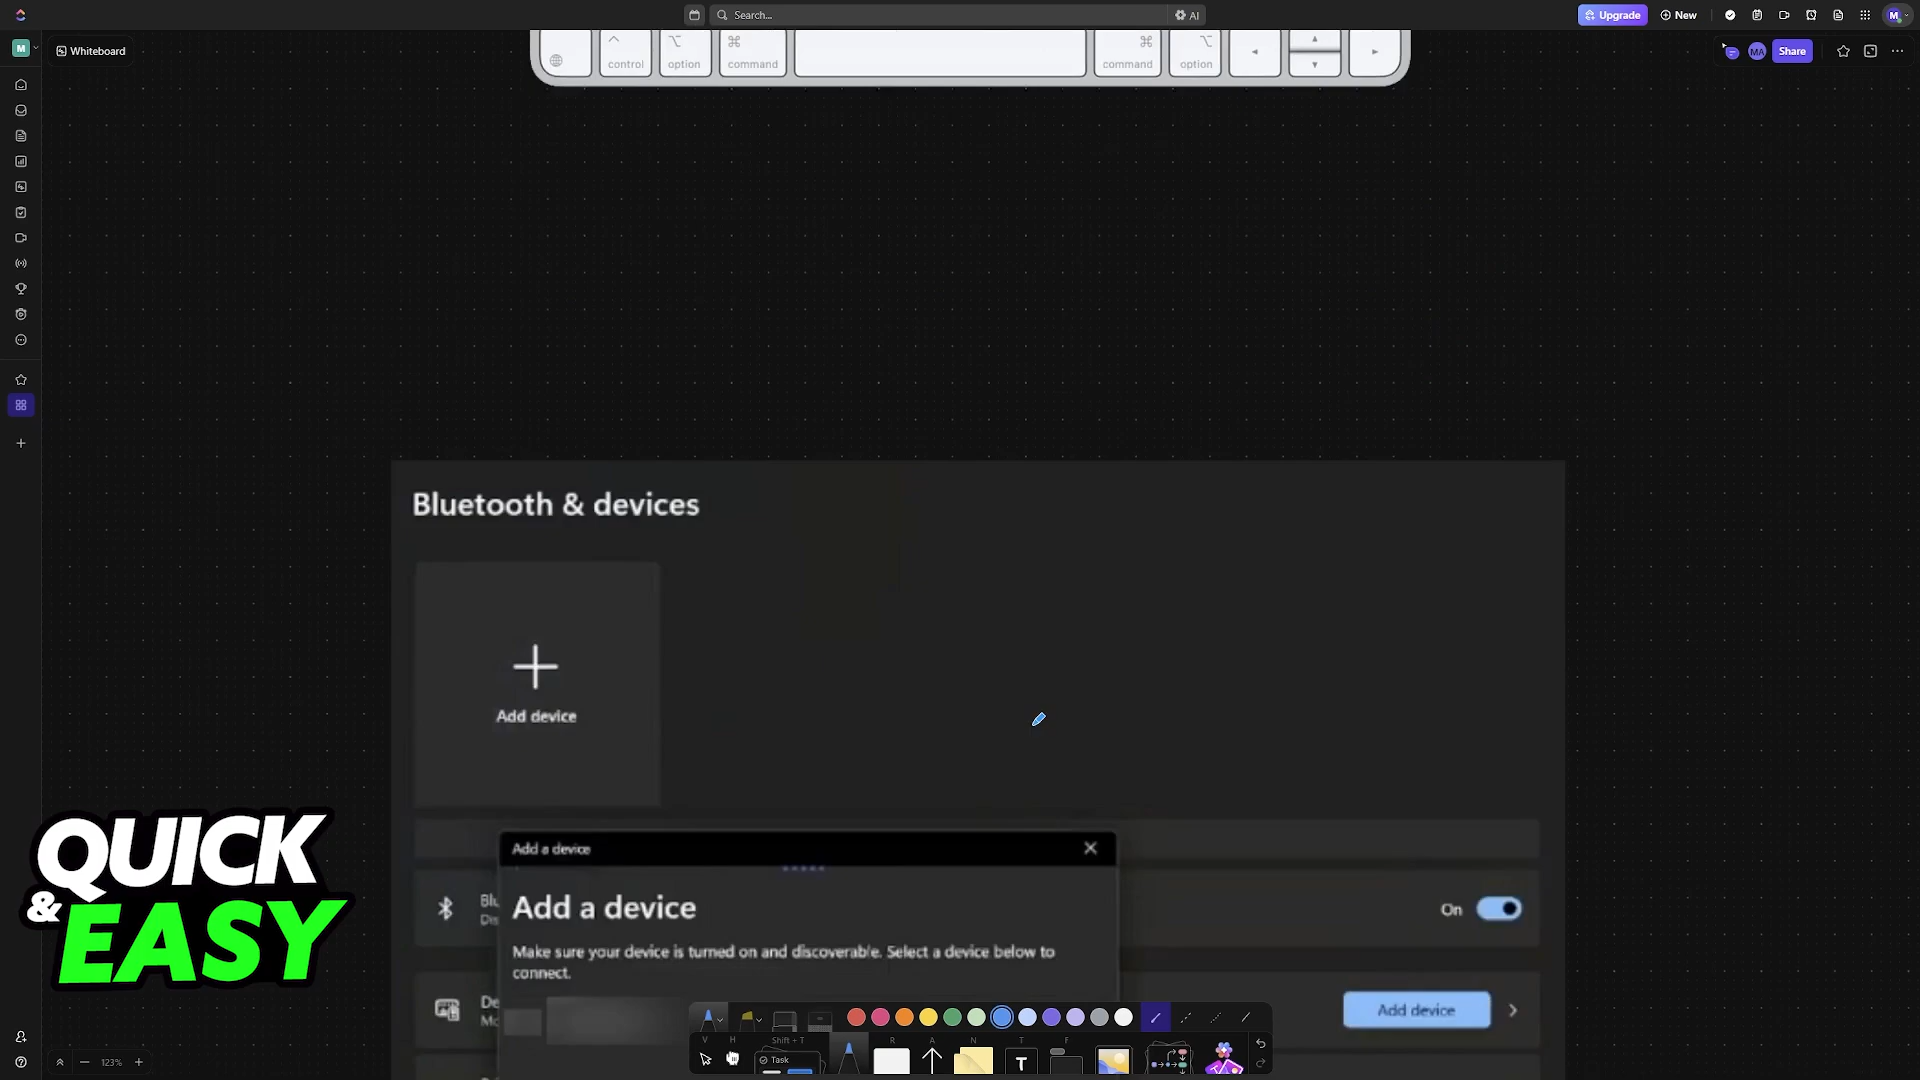 Search...
AI
Upgrade
New
M
M
Whiteboard
MA
Share
control
option
command
command
option
Bluetooth & devices
Add device
Add a device
Add a device
On
Make sure your device is turned on and discoverable. Select a device below to
connect.
Add device
QUICK
&
EASY
V
H
Shift + T
R
A
N
T
F
Task
T
123%